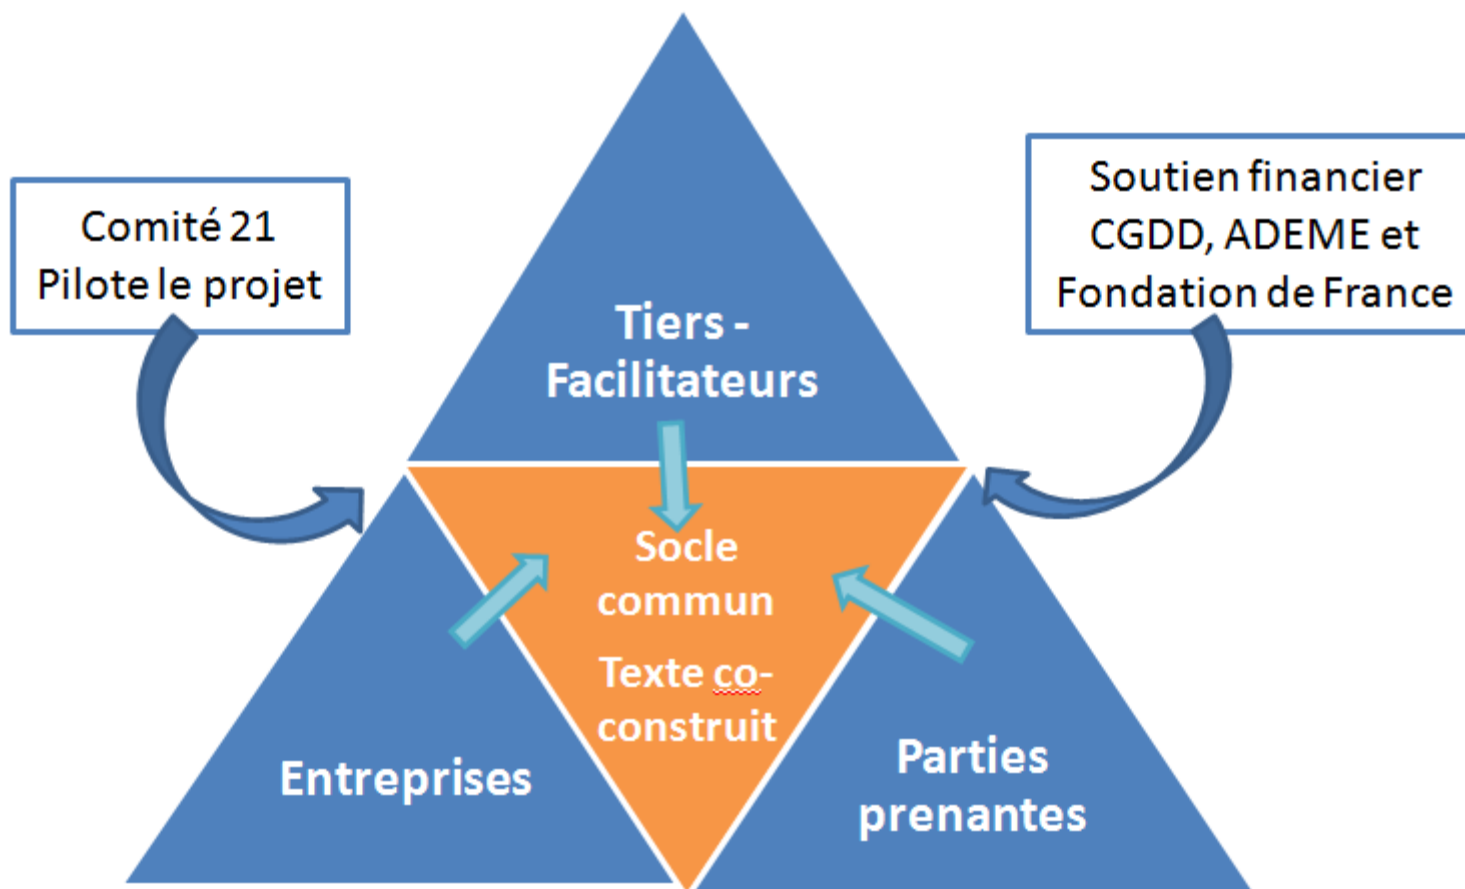 Comité 21
Pilote le projet
Soutien financier
CGDD, ADEME et
Fondation de France
Tiers -
Facilitateurs
Socle
commun
Texte co-
construit
Entreprises
Parties
prenantes